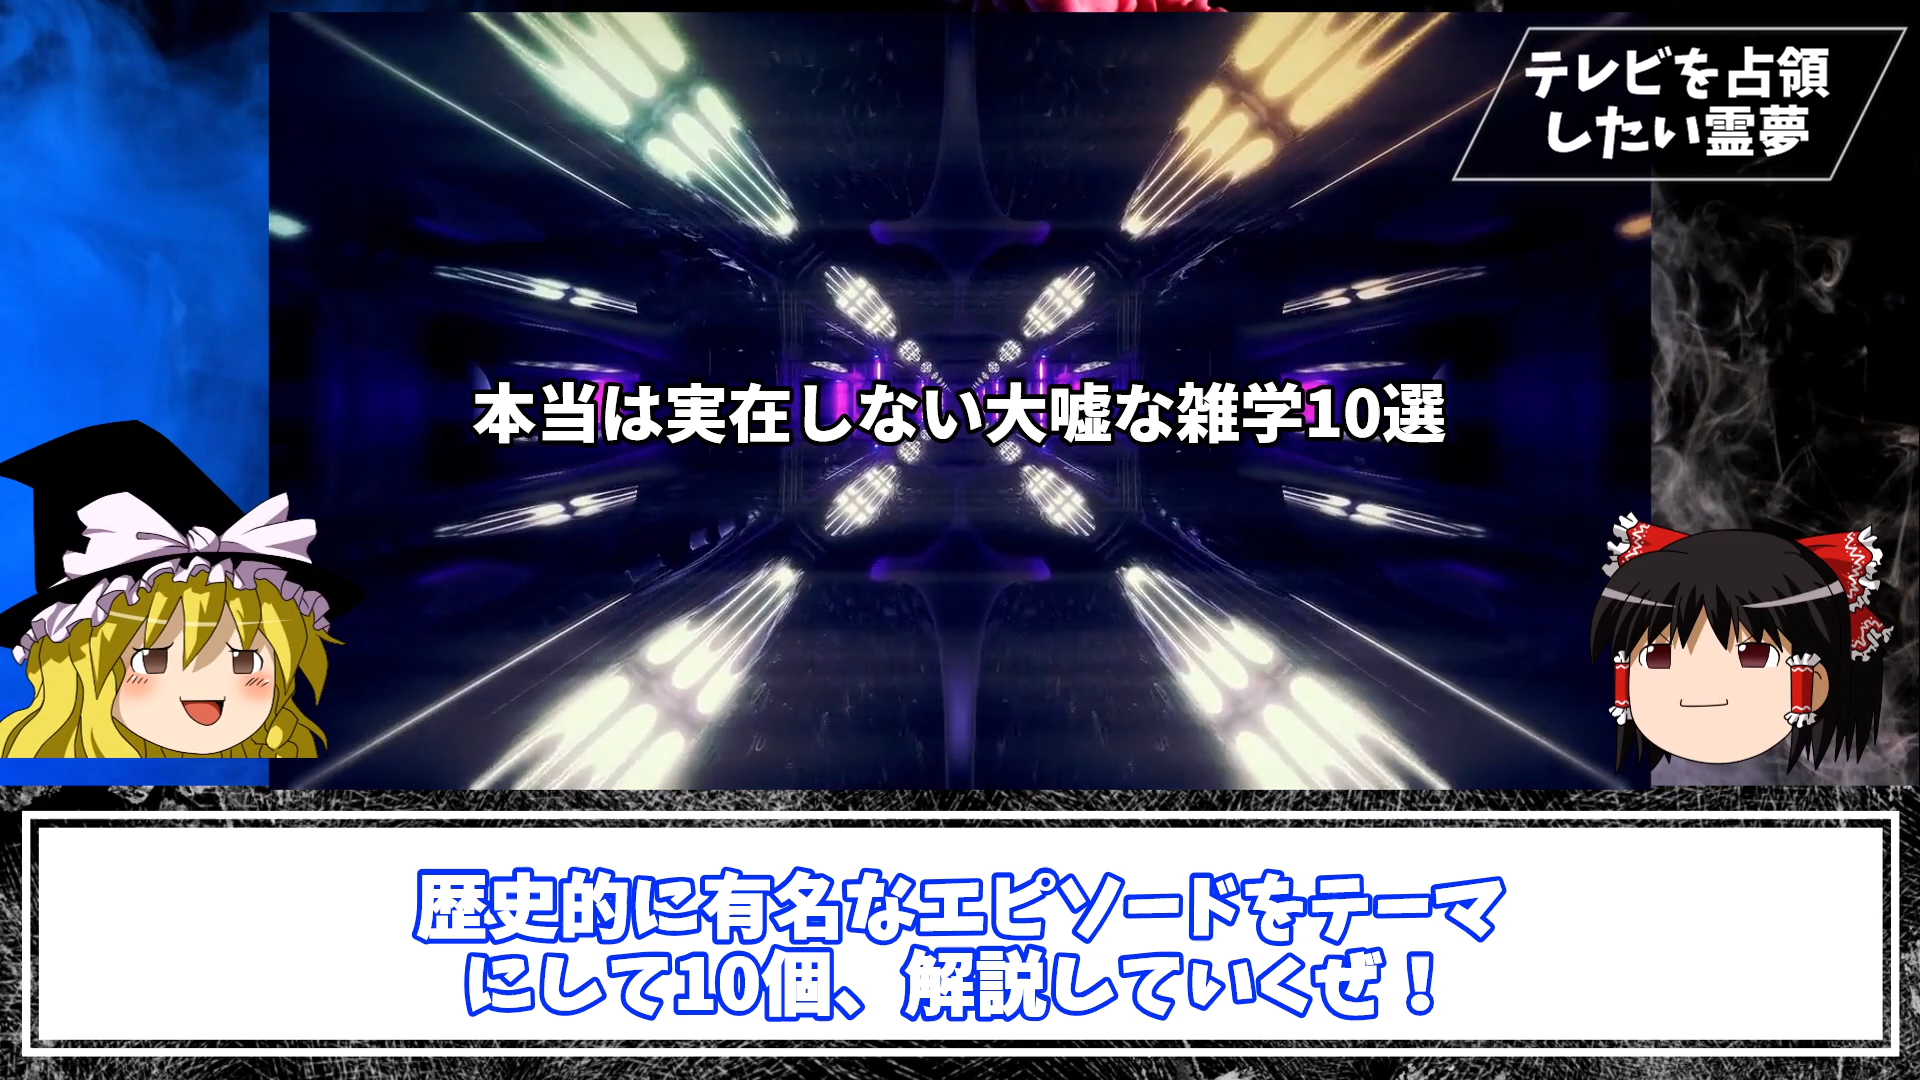 テレビを占領
したい霊夢
本当は実在しない大嘘な雑学10選
歴史的に有名なエピソードをテーマ
にして10個、解説していくぜ！